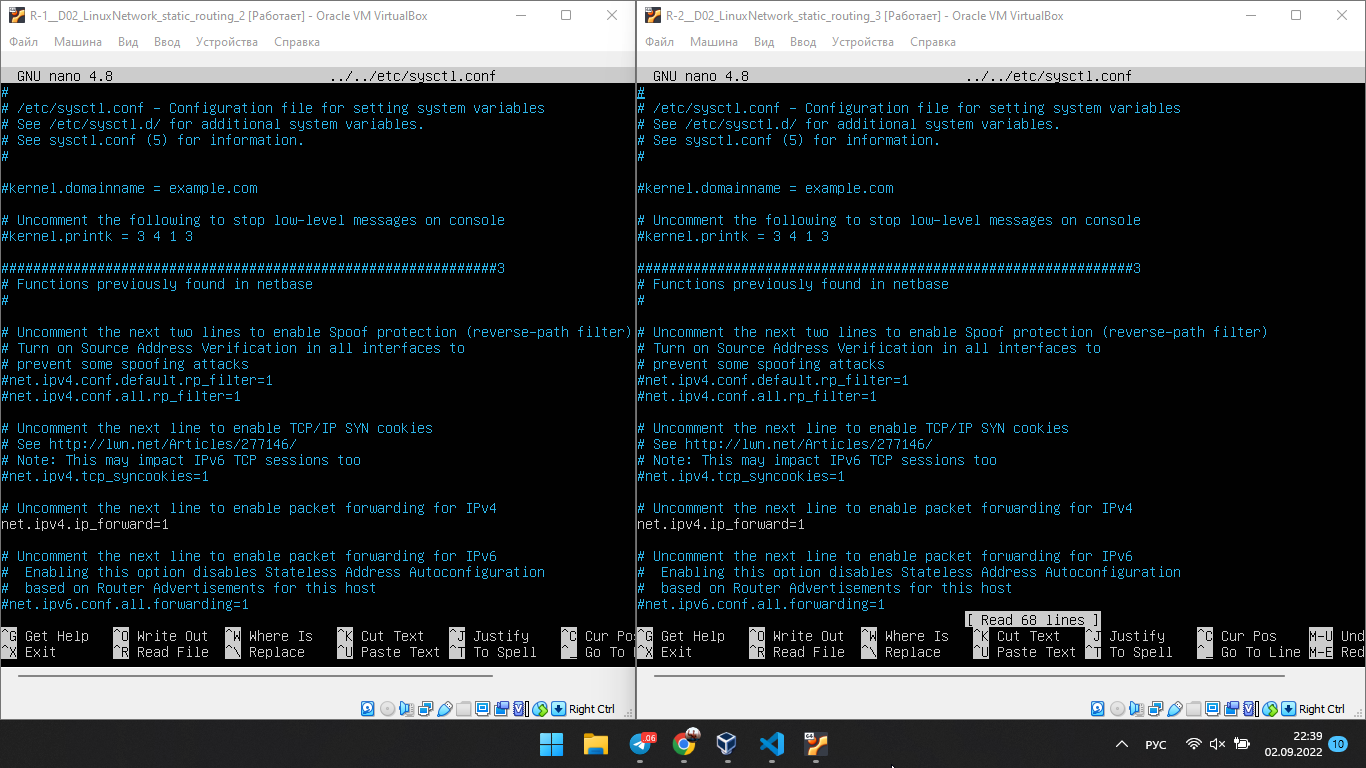 R-1__D02_LinuxNetwork_static_routing_2 [Работает] - Oracle VM VirtualBox
Файл Машина Вид Ввод Устройства Справка
GNU nano 4.8 ../../etc/sysctl.conf
#
# /etc/sysctl.conf - Configuration file for setting system variables
# See /etc/sysctl.d/ for additional system variables.
# See sysctl.conf (5) for information.
#
#kernel.domainname = example.com
# Uncomment the following to stop low-level messages on console
#kernel.printk = 3 4 1 3
##############################################################3
# Functions previously found in netbase
#
# Uncomment the next two lines to enable Spoof protection (reverse-path filter)
# Turn on Source Address Verification in all interfaces to
# prevent some spoofing attacks
#net.ipv4.conf.default.rp_filter=1
#net.ipv4.conf.all.rp_filter=1
# Uncomment the next line to enable TCP/IP SYN cookies
# See http://lwn.net/Articles/277146/
# Note: This may impact IPv6 TCP sessions too
#net.ipv4.tcp_syncookies=1
# Uncomment the next line to enable packet forwarding for IPv4
net.ipv4.ip_forward=1
# Uncomment the next line to enable packet forwarding for IPv6
#  Enabling this option disables Stateless Address Autoconfiguration
#  based on Router Advertisements for this host
#net.ipv6.conf.all.forwarding=1
^G Get Help ^O Write Out ^W Where Is ^K Cut Text ^J Justify ^C Cur Pos
^X Exit ^R Read File ^\ Replace ^U Paste Text ^T To Spell ^_ Go To
Right Ctrl
R-2__D02_LinuxNetwork_static_routing_3 [Работает] - Oracle VM VirtualBox
Файл Машина Вид Ввод Устройства Справка
GNU nano 4.8 ../../etc/sysctl.conf
#
# /etc/sysctl.conf - Configuration file for setting system variables
# See /etc/sysctl.d/ for additional system variables.
# See sysctl.conf (5) for information.
#
#kernel.domainname = example.com
# Uncomment the following to stop low-level messages on console
#kernel.printk = 3 4 1 3
##############################################################3
# Functions previously found in netbase
#
# Uncomment the next two lines to enable Spoof protection (reverse-path filter)
# Turn on Source Address Verification in all interfaces to
# prevent some spoofing attacks
#net.ipv4.conf.default.rp_filter=1
#net.ipv4.conf.all.rp_filter=1
# Uncomment the next line to enable TCP/IP SYN cookies
# See http://lwn.net/Articles/277146/
# Note: This may impact IPv6 TCP sessions too
#net.ipv4.tcp_syncookies=1
# Uncomment the next line to enable packet forwarding for IPv4
net.ipv4.ip_forward=1
# Uncomment the next line to enable packet forwarding for IPv6
#  Enabling this option disables Stateless Address Autoconfiguration
#  based on Router Advertisements for this host
#net.ipv6.conf.all.forwarding=1
[ Read 68 lines ]
^G Get Help ^O Write Out ^W Where Is ^K Cut Text ^J Justify ^C Cur Pos M-U Und
^X Exit ^R Read File ^\ Replace ^U Paste Text ^T To Spell ^_ Go To Line M-E Red
Right Ctrl
.06
РУС
22:39
02.09.2022
10